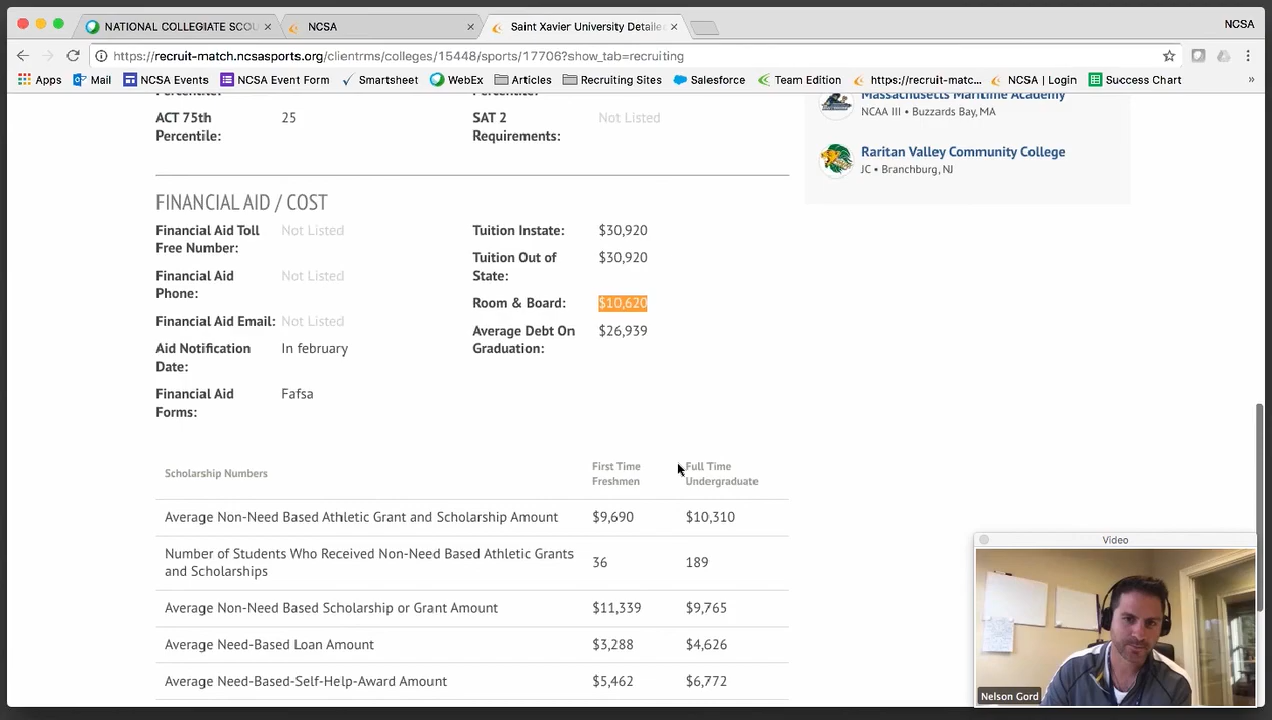 NATIONAL COLLEGIATE SCOU
NCSA
Saint Xavier University Detailed
NCSA
https://recruit-match.ncsasports.org/clientrms/colleges/15448/sports/17706?show_tab=recruiting
Apps
Mail
NCSA Events
NCSA Event Form
Smartsheet
WebEx
Articles
Recruiting Sites
Salesforce
Team Edition
https://recruit-matc...
NCSA | Login
Success Chart
»
Percentile:
Percentile:
ACT 75th
Percentile:
25
SAT 2
Requirements:
Not Listed
Massachusetts Maritime Academy
NCAA III • Buzzards Bay, MA
Raritan Valley Community College
JC • Branchburg, NJ
FINANCIAL AID / COST
Financial Aid Toll
Free Number:
Not Listed
Financial Aid
Phone:
Not Listed
Financial Aid Email:
Not Listed
Aid Notification
Date:
In february
Financial Aid
Forms:
Fafsa
Tuition Instate:
$30,920
Tuition Out of
State:
$30,920
Room & Board:
$10,620
Average Debt On
Graduation:
$26,939
Scholarship Numbers
First Time
Freshmen
Full Time
Undergraduate
Average Non-Need Based Athletic Grant and Scholarship Amount
$9,690
$10,310
Number of Students Who Received Non-Need Based Athletic Grants
and Scholarships
36
189
Average Non-Need Based Scholarship or Grant Amount
$11,339
$9,765
Average Need-Based Loan Amount
$3,288
$4,626
Average Need-Based-Self-Help-Award Amount
$5,462
$6,772
Video
Nelson Gord